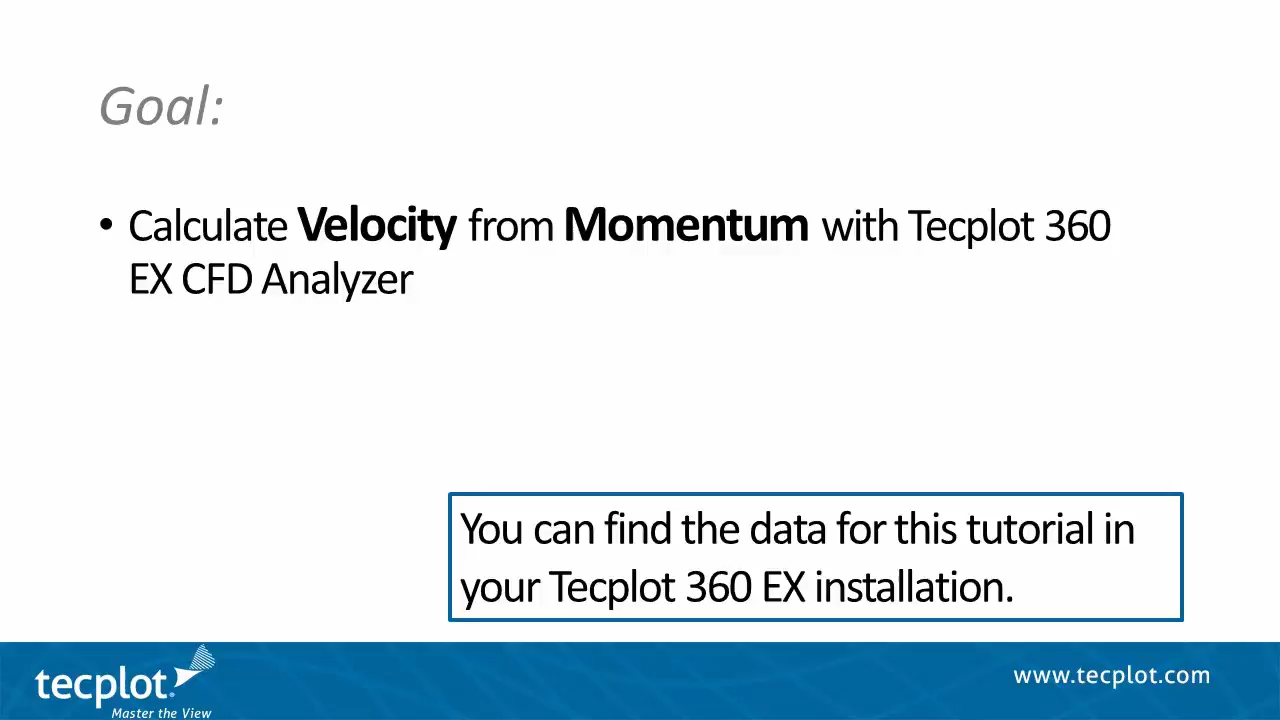 Goal:
• Calculate Velocity from Momentum with Tecplot 360
EX CFD Analyzer
You can find the data for this tutorial in
your Tecplot 360 EX installation.
tecplot.
Master the View
www.tecplot.com